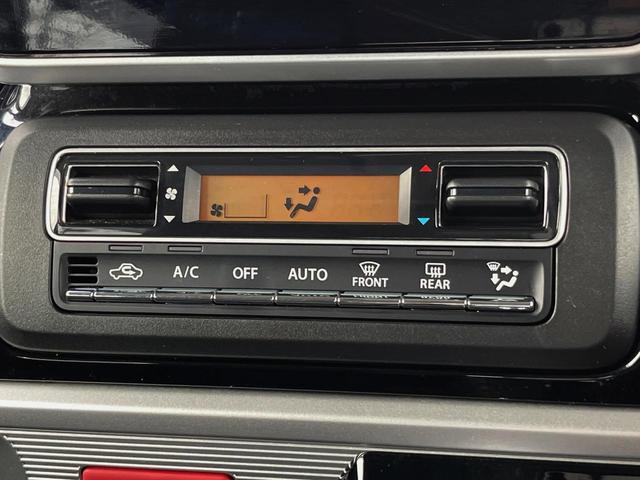 A/C OFF AUTO FRONT REAR